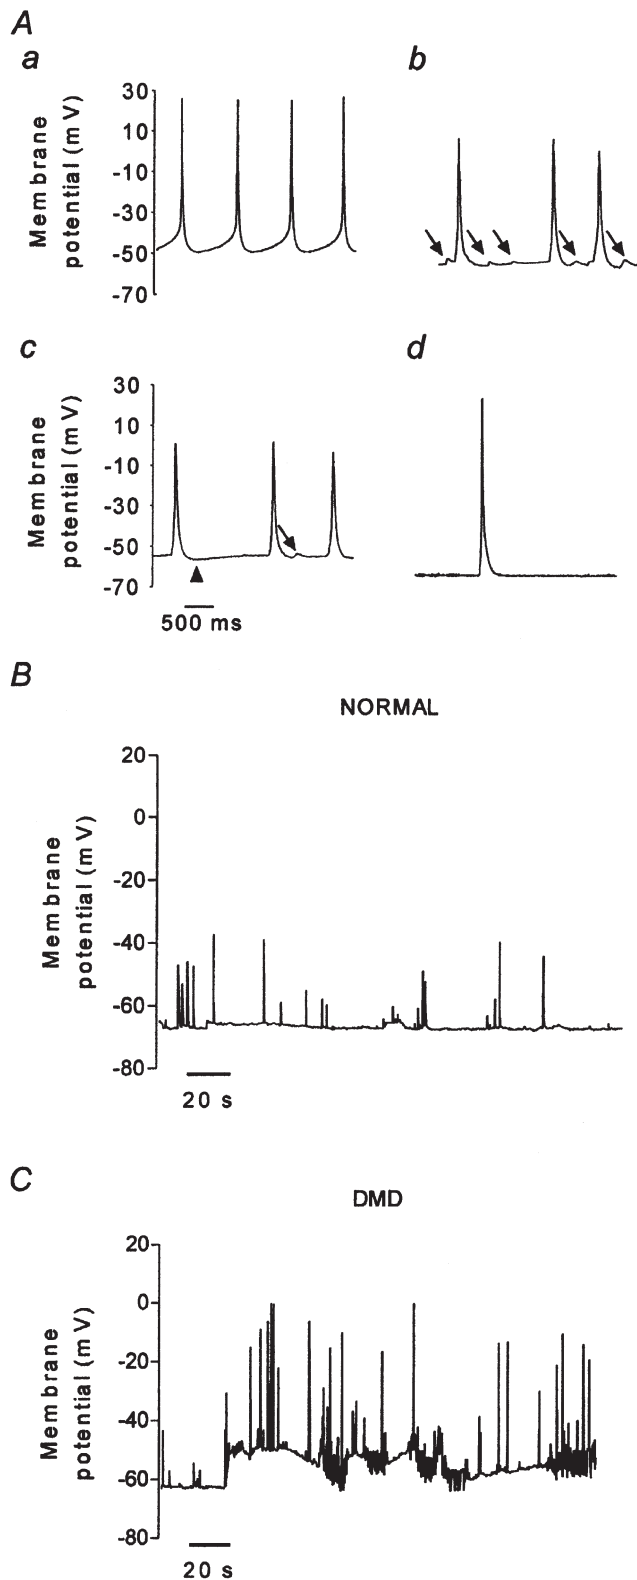 A
a
b
Membrane
potential (mV)
30
10
-10
-30
-50
-70
c
d
Membrane
potential (mV)
30
10
-10
-30
-50
-70
500 ms
B
NORMAL
Membrane
potential (mV)
20
0
-20
-40
-60
-80
20 s
C
DMD
Membrane
potential (mV)
20
0
-20
-40
-60
-80
20 s